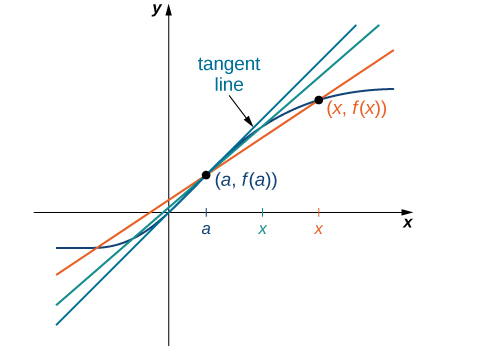 y
tangent
line
(x, f(x))
(a, f(a))
a
x
x
x